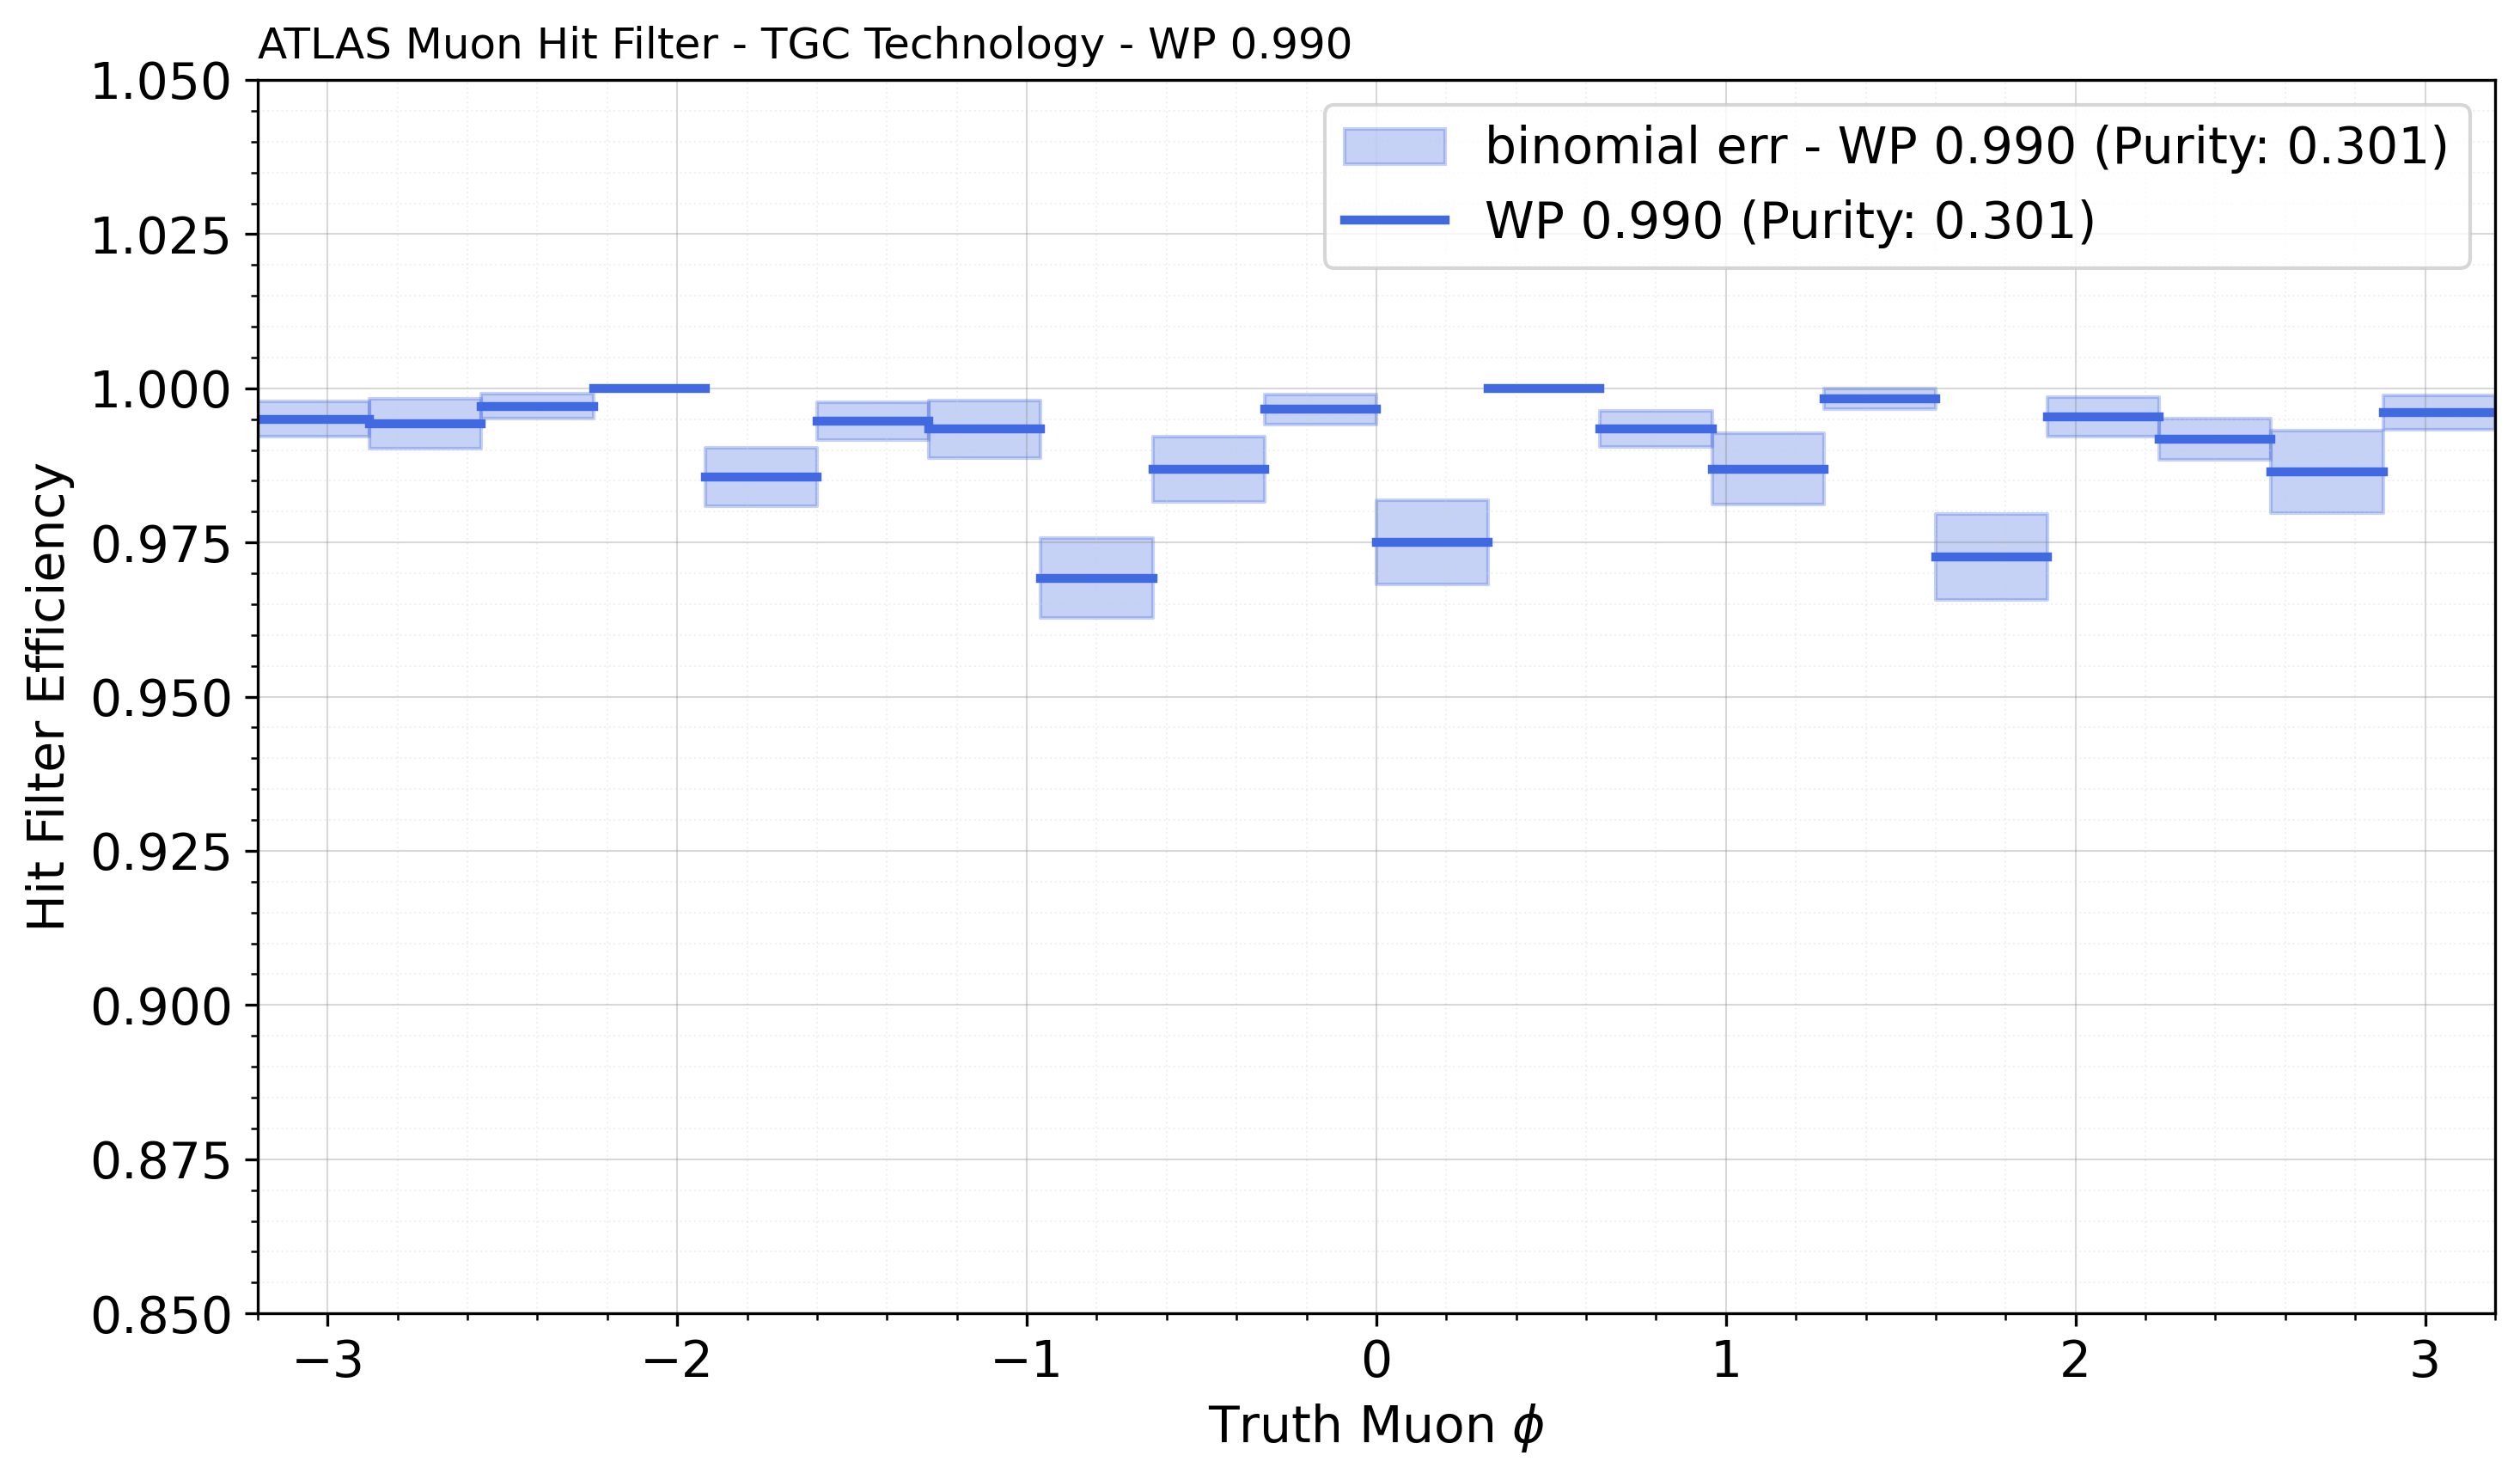 ATLAS Muon Hit Filter - TGC Technology - WP 0.990
1.050
1.025
1.000
0.975
0.950
0.925
0.900
0.875
0.850
Hit Filter Efficiency
binomial err - WP 0.990 (Purity: 0.301)
WP 0.990 (Purity: 0.301)
−3 −2 −1 0 1 2 3
Truth Muon ϕ